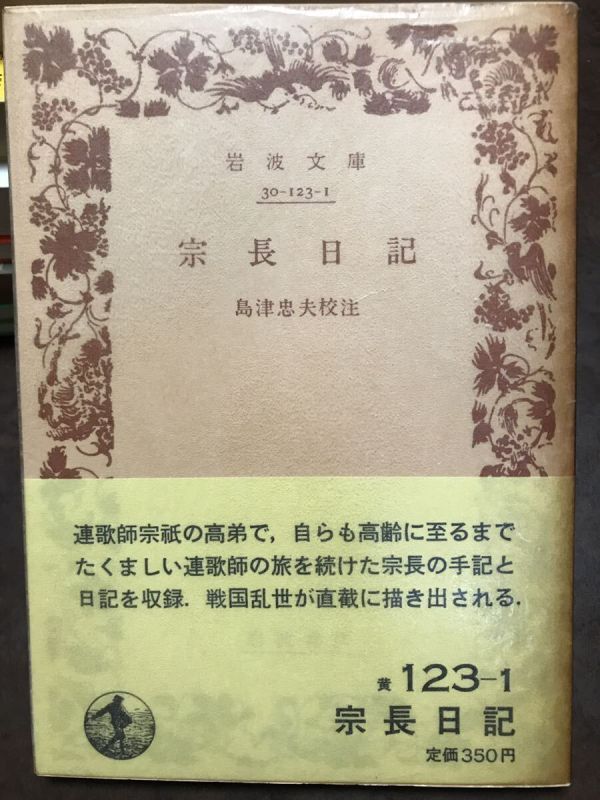 岩波文庫
30-123-1
宗長日記
島津忠夫校注
連歌師宗祇の高弟で，自らも高齢に至るまで
たくましい連歌師の旅を続けた宗長の手記と
日記を収録．戦国乱世が直截に描き出される．
黄 123-1
宗長日記
定価350円